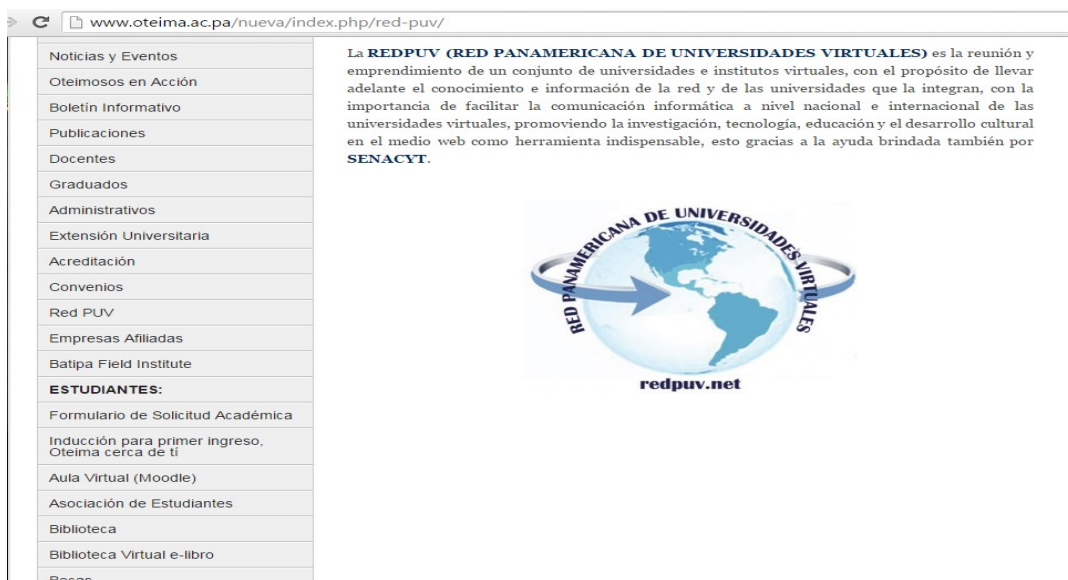 www.oteima.ac.pa/nueva/index.php/red-puv/
Noticias y Eventos
Oteimosos en Acción
Boletín Informativo
Publicaciones
Docentes
Graduados
Administrativos
Extensión Universitaria
Acreditación
Convenios
Red PUV
Empresas Afiliadas
Batipa Field Institute
ESTUDIANTES:
Formulario de Solicitud Académica
Inducción para primer ingreso,
Oteima cerca de tí
Aula Virtual (Moodle)
Asociación de Estudiantes
Biblioteca
Biblioteca Virtual e-libro
Becas
La REDPUV (RED PANAMERICANA DE UNIVERSIDADES VIRTUALES) es la reunión y
emprendimiento de un conjunto de universidades e institutos virtuales, con el propósito de llevar
adelante el conocimiento e información de la red y de las universidades que la integran, con la
importancia de facilitar la comunicación informática a nivel nacional e internacional de las
universidades virtuales, promoviendo la investigación, tecnología, educación y el desarrollo cultural
en el medio web como herramienta indispensable, esto gracias a la ayuda brindada también por
SENACYT.
RED PANAMERICANA DE UNIVERSIDADES VIRTUALES
redpuv.net